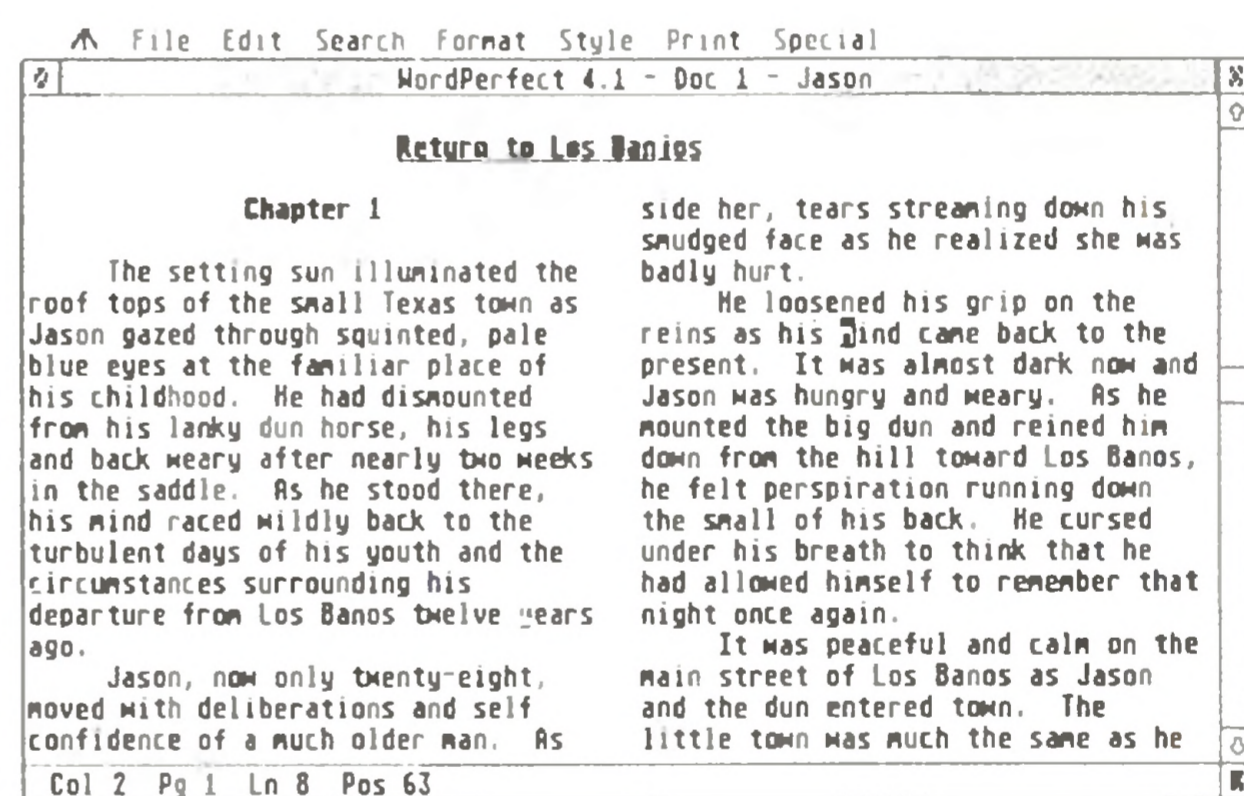 File Edit Search Format Style Print Special
WordPerfect 4.1 - Doc 1 - Jason
Return to Los Banios
Chapter 1
The setting sun illuminated the
roof tops of the small Texas town as
Jason gazed through squinted, pale
blue eyes at the familiar place of
his childhood. He had dismounted
from his lanky dun horse, his legs
and back weary after nearly two weeks
in the saddle. As he stood there,
his mind raced wildly back to the
turbulent days of his youth and the
circumstances surrounding his
departure from Los Banos twelve years
ago.
Jason, now only twenty-eight,
moved with deliberations and self
confidence of a much older man. As
side her, tears streaming down his
smudged face as he realized she was
badly hurt.
He loosened his grip on the
reins as his mind came back to the
present. It was almost dark now and
Jason was hungry and weary. As he
mounted the big dun and reined him
down from the hill toward Los Banos,
he felt perspiration running down
the small of his back. He cursed
under his breath to think that he
had allowed himself to remember that
night once again.
It was peaceful and calm on the
main street of Los Banos as Jason
and the dun entered town. The
little town was much the same as he
Col 2 Pg 1 Ln 8 Pos 63